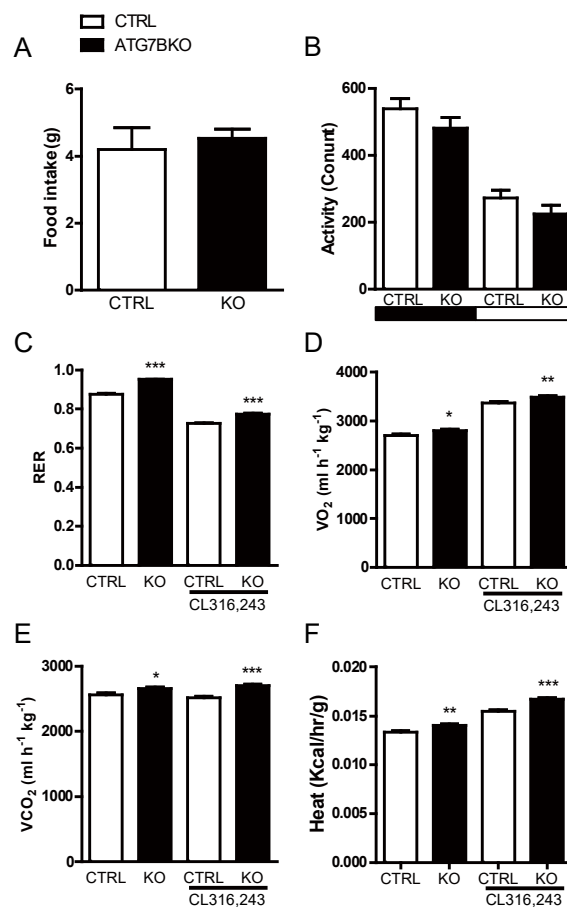 CTRL
ATG7BKO
A
Food intake(g)
6
4
2
0
CTRL KO
B
Activity (Conunt)
600
400
200
0
CTRL KO CTRL KO
C
RER
1.0
0.8
0.6
0.4
0.2
0.0
***
***
CTRL KO CTRL KO
CL316,243
D
VO2 (ml h-1 kg-1)
4000
3000
2000
1000
0
*
**
CTRL KO CTRL KO
CL316,243
E
VCO2 (ml h-1 kg-1)
3000
2000
1000
0
*
***
CTRL KO CTRL KO
CL316,243
F
Heat (Kcal/hr/g)
0.020
0.015
0.010
0.005
0.000
**
***
CTRL KO CTRL KO
CL316,243